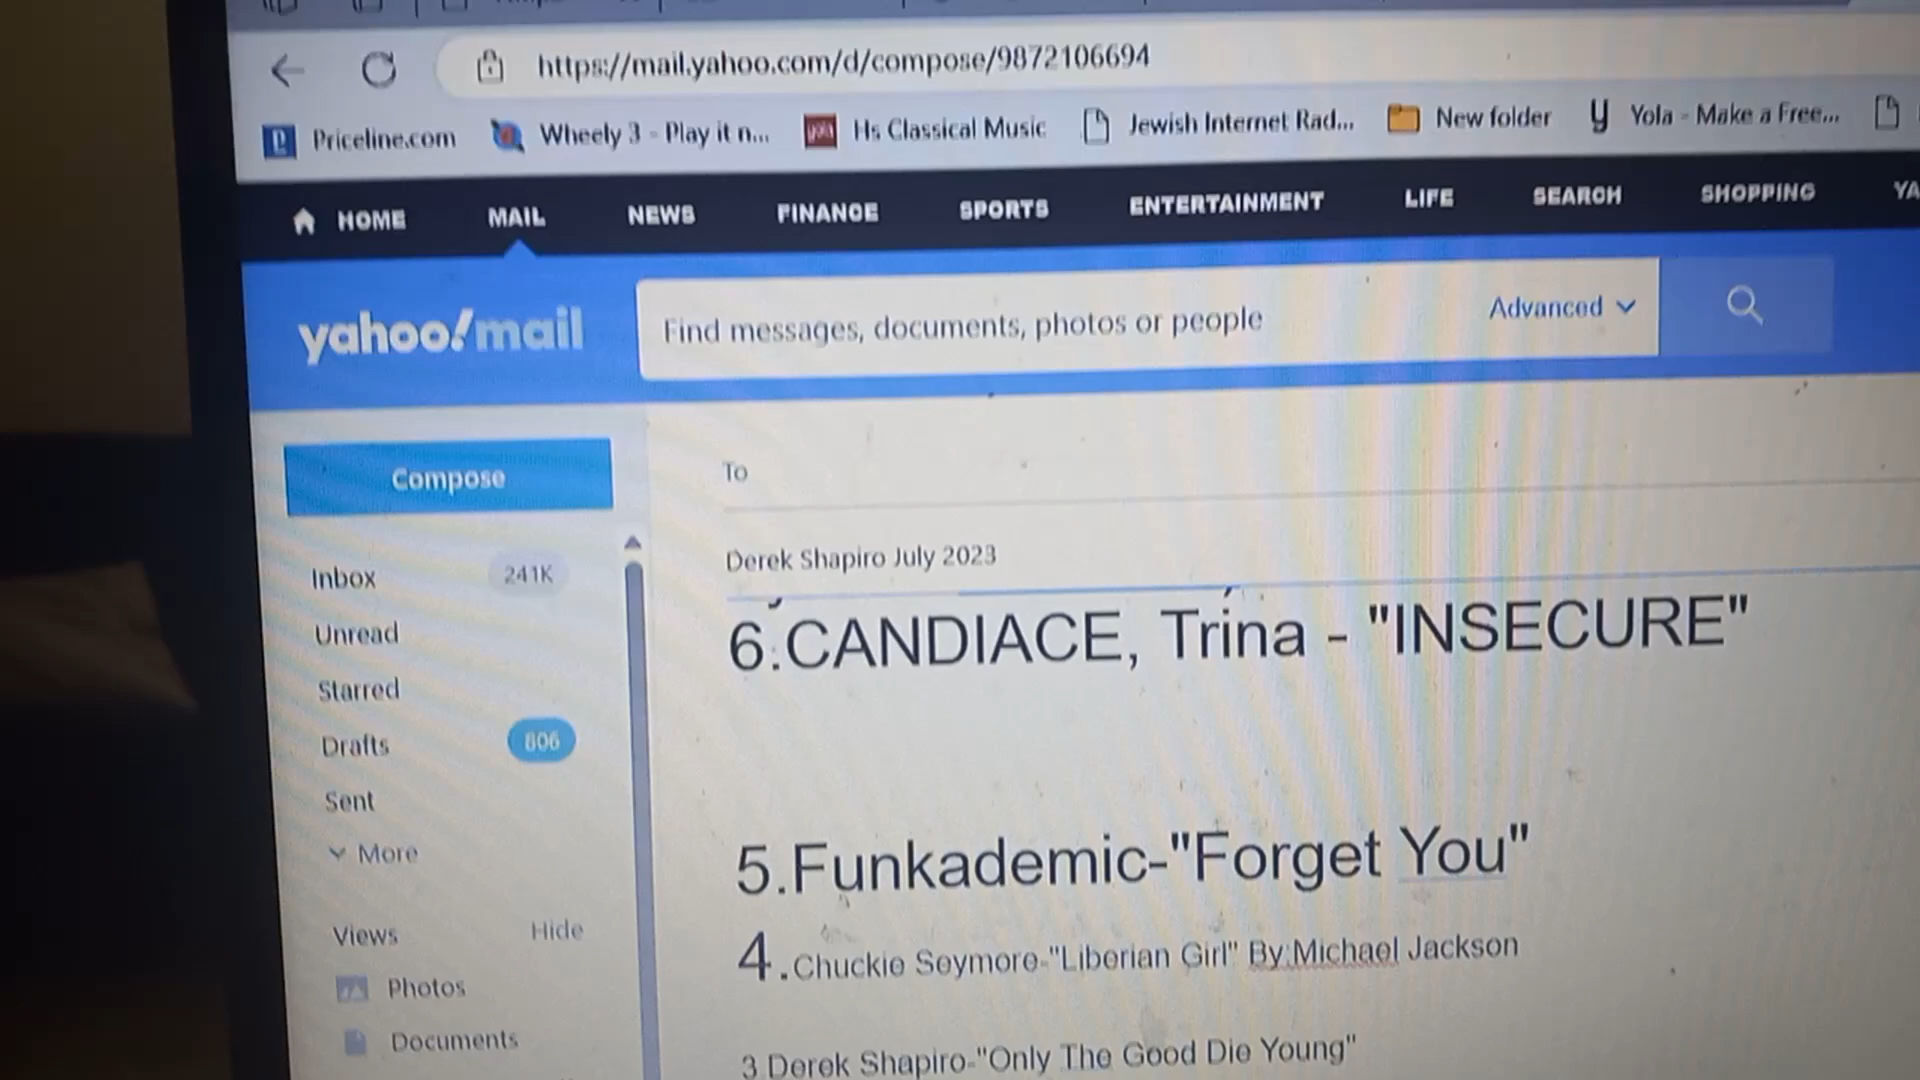 https://mail.yahoo.com/d/compose/9872106694
Priceline.com Wheely 3 - Play it n... Hs Classical Music Jewish Internet Rad... New folder Yola - Make a Free...
HOME MAIL NEWS FINANCE SPORTS ENTERTAINMENT LIFE SEARCH SHOPPING YA
yahoo!mail Find messages, documents, photos or people Advanced
Compose
To
Derek Shapiro July 2023
Inbox 241K
Unread
Starred
Drafts 806
Sent
More
Views Hide
Photos
Documents
6.CANDIACE, Trina - "INSECURE"
5.Funkademic-"Forget You"
4.Chuckie Seymore-"Liberian Girl" By:Michael Jackson
3 Derek Shapiro-"Only The Good Die Young"